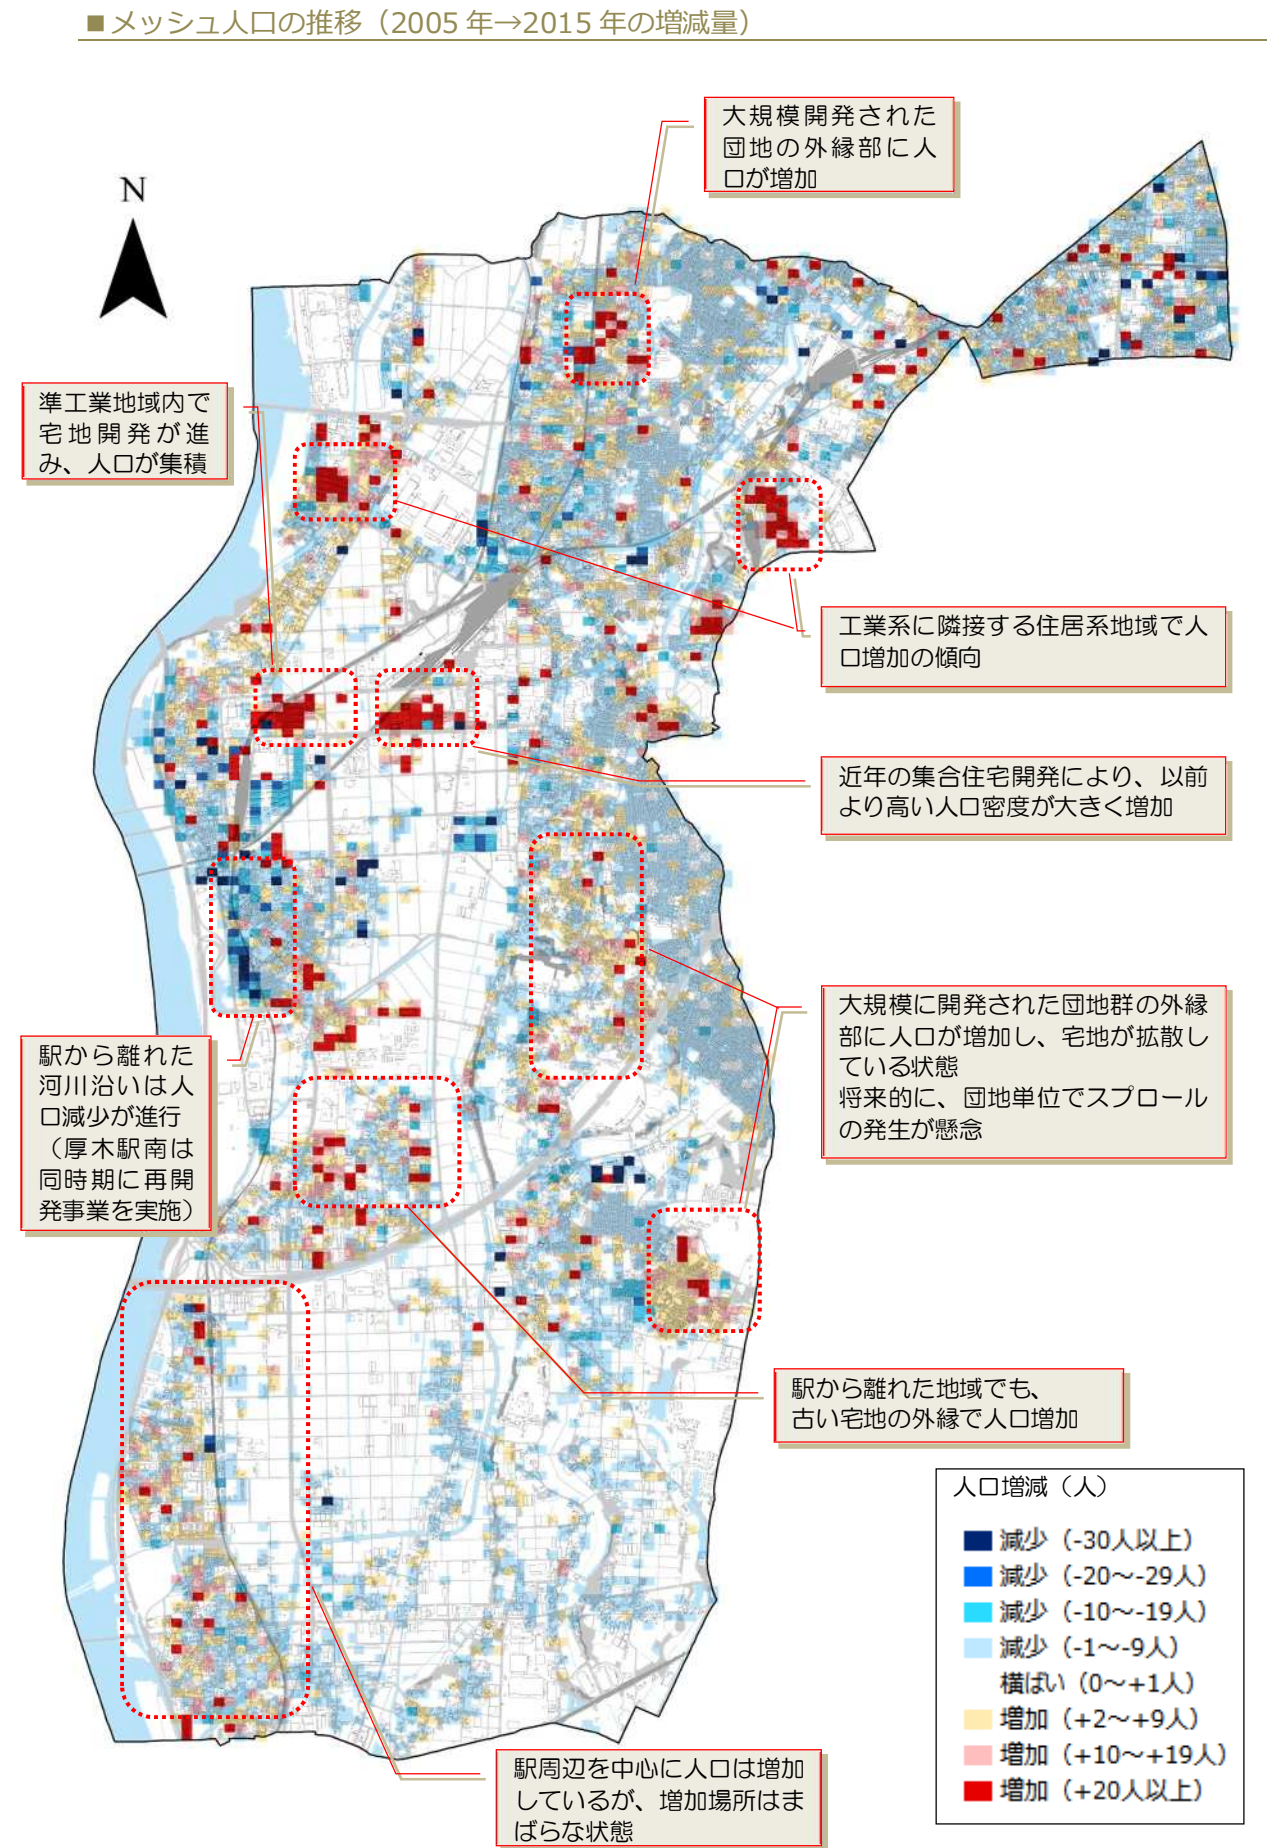 ■メッシュ人口の推移（2005年→2015年の増減量）
大規模開発された
団地の外縁部に人
口が増加
N
準工業地域内で
宅地開発が進
み、人口が集積
工業系に隣接する住居系地域で人
口増加の傾向
近年の集合住宅開発により、以前
より高い人口密度が大きく増加
大規模に開発された団地群の外縁
部に人口が増加し、宅地が拡散し
ている状態
将来的に、団地単位でスプロール
の発生が懸念
駅から離れた
河川沿いは人
口減少が進行
（厚木駅南は
同時期に再開
発事業を実施）
駅から離れた地域でも、
古い宅地の外縁で人口増加
人口増減（人）
減少（-30人以上）
減少（-20～-29人）
減少（-10～-19人）
減少（-1～-9人）
横ばい（0～+1人）
増加（+2～+9人）
増加（+10～+19人）
増加（+20人以上）
駅周辺を中心に人口は増加
しているが、増加場所はま
ばらな状態